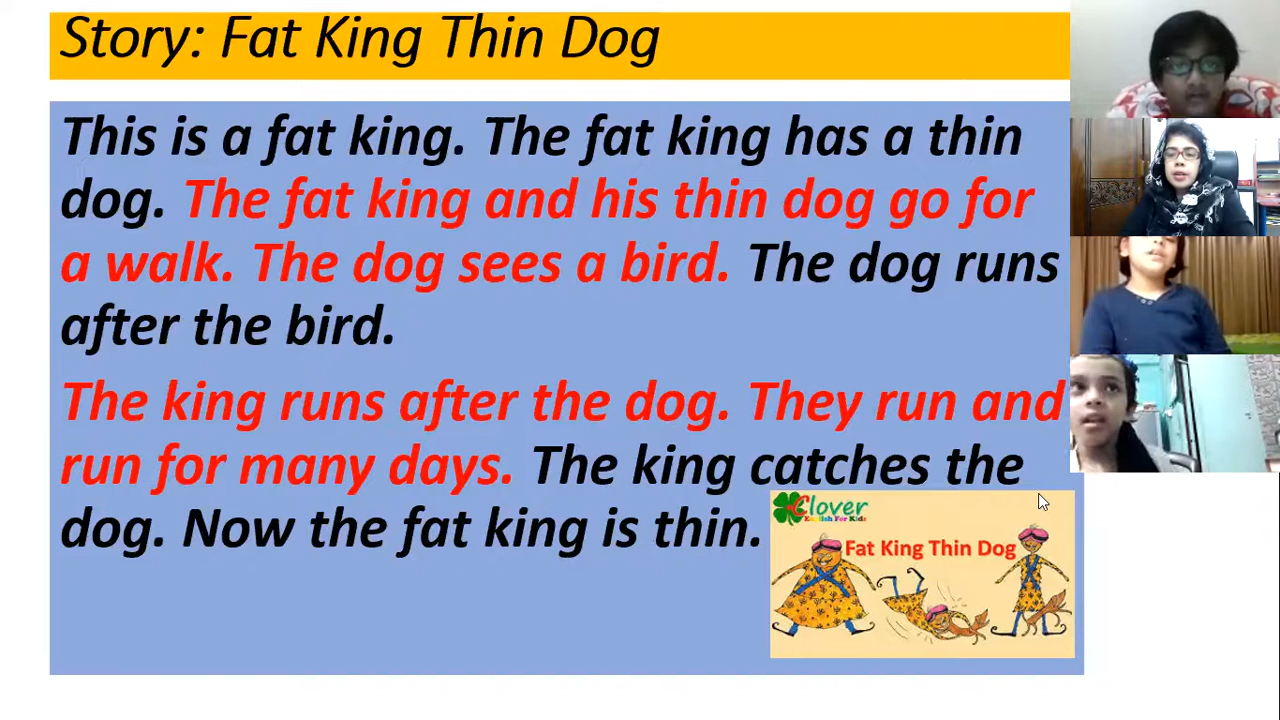 Story: Fat King Thin Dog
This is a fat king. The fat king has a thin
dog. The fat king and his thin dog go for
a walk. The dog sees a bird. The dog runs
after the bird.
The king runs after the dog. They run and
run for many days. The king catches the
dog. Now the fat king is thin.
Clover
English For Kids
Fat King Thin Dog